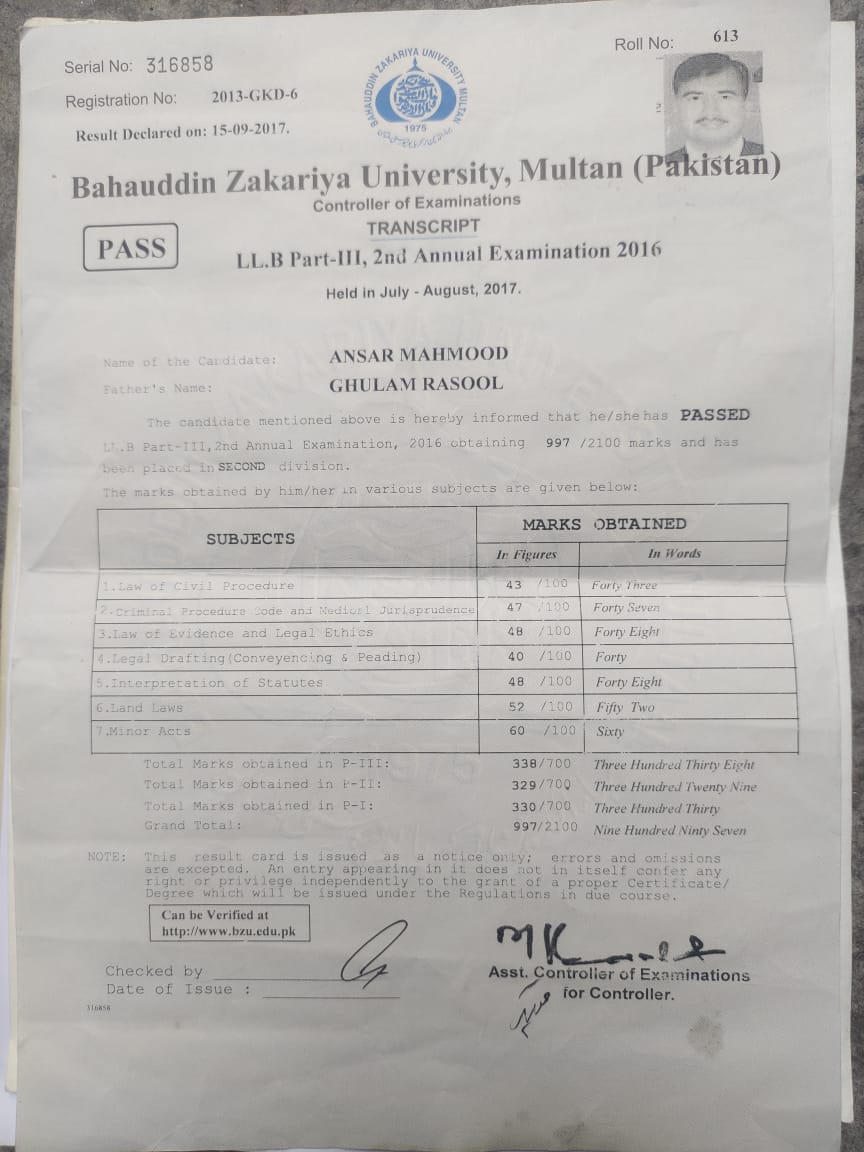 Serial No: 316858
Roll No: 613
Registration No: 2013-GKD-6
Result Declared on: 15-09-2017.
BAHAUDDIN ZAKARIYA UNIVERSITY MULTAN
1975
Bahauddin Zakariya University, Multan (Pakistan)
Controller of Examinations
TRANSCRIPT
PASS
LL.B Part-III, 2nd Annual Examination 2016
Held in July - August, 2017.
Name of the Candidate: ANSAR MAHMOOD
Father's Name: GHULAM RASOOL
The candidate mentioned above is hereby informed that he/she has PASSED
LL.B Part-III, 2nd Annual Examination, 2016 obtaining 997 /2100 marks and has
been placed in SECOND division.
The marks obtained by him/her in various subjects are given below:
SUBJECTS MARKS OBTAINED
In Figures In Words
1.Law of Civil Procedure 43 /100 Forty Three
2.Criminal Procedure Code and Medical Jurisprudence 47 /100 Forty Seven
3.Law of Evidence and Legal Ethics 48 /100 Forty Eight
4.Legal Drafting(Conveyencing & Peading) 40 /100 Forty
5.Interpretation of Statutes 48 /100 Forty Eight
6.Land Laws 52 /100 Fifty Two
7.Minor Acts 60 /100 Sixty
Total Marks obtained in P-III: 338/700 Three Hundred Thirty Eight
Total Marks obtained in P-II: 329/700 Three Hundred Twenty Nine
Total Marks obtained in P-I: 330/700 Three Hundred Thirty
Grand Total: 997/2100 Nine Hundred Ninty Seven
NOTE: This result card is issued as a notice only; errors and omissions
are excepted. An entry appearing in it does not in itself confer any
right or privilege independently to the grant of a proper Certificate/
Degree which will be issued under the Regulations in due course.
Can be Verified at
http://www.bzu.edu.pk
Checked by
Asst. Controller of Examinations
Date of Issue :
for Controller.
316858